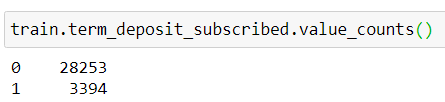 train.term_deposit_subscribed.value_counts()
0    28253
1     3394